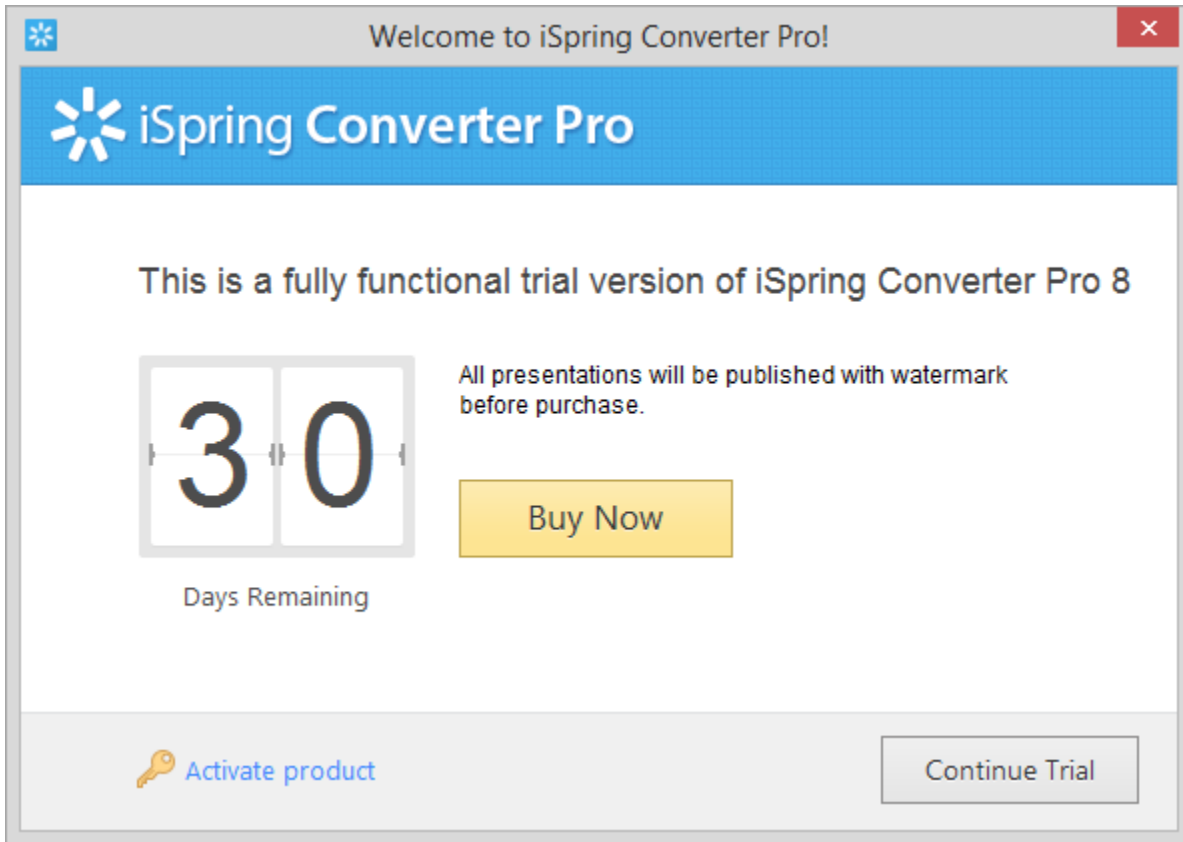 Welcome to iSpring Converter Pro!
iSpring Converter Pro
This is a fully functional trial version of iSpring Converter Pro 8
30
All presentations will be published with watermark
before purchase.
Buy Now
Days Remaining
Activate product
Continue Trial